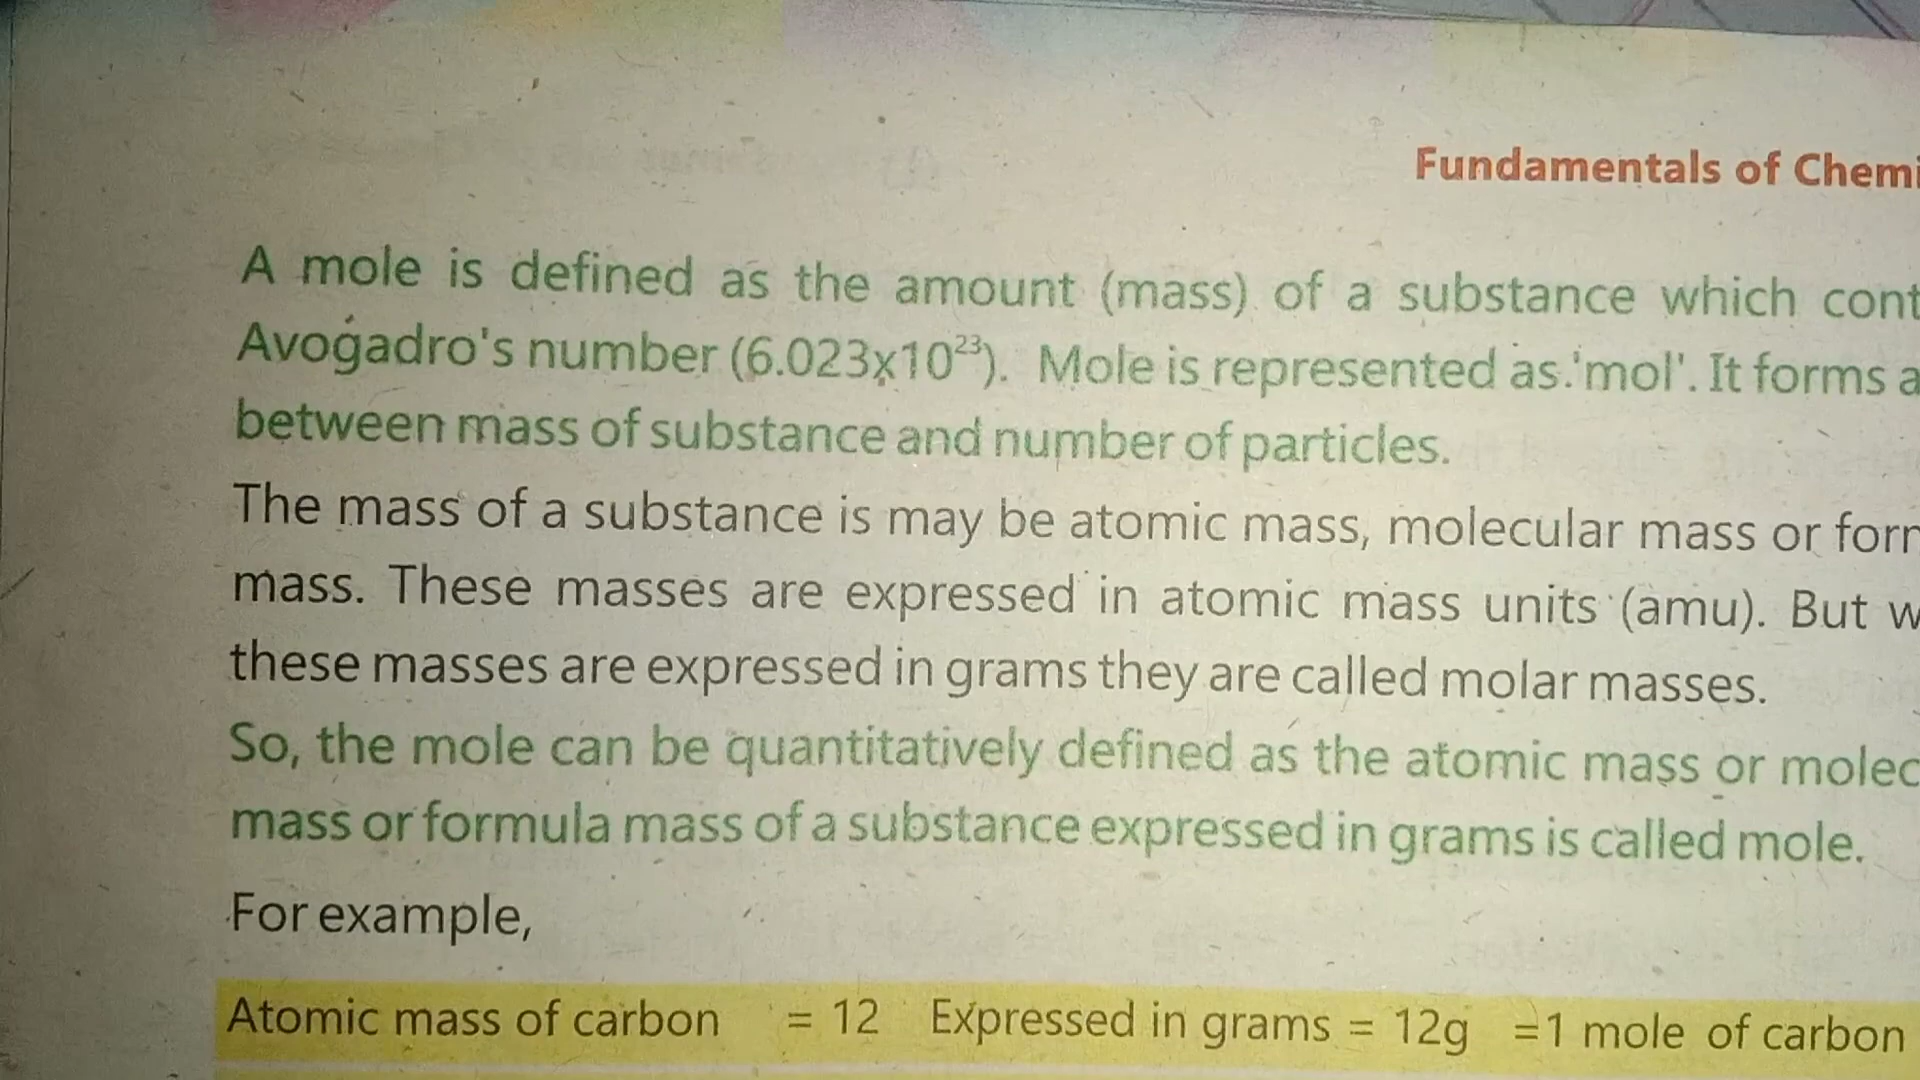 Fundamentals of Chemi
A mole is defined as the amount (mass) of a substance which cont
Avogadro's number (6.023x10²³). Mole is represented as 'mol'. It forms a
between mass of substance and number of particles.
The mass of a substance is may be atomic mass, molecular mass or form
mass. These masses are expressed in atomic mass units (amu). But w
these masses are expressed in grams they are called molar masses.
So, the mole can be quantitatively defined as the atomic mass or molec
mass or formula mass of a substance expressed in grams is called mole.
For example,
Atomic mass of carbon = 12 Expressed in grams = 12g =1 mole of carbon